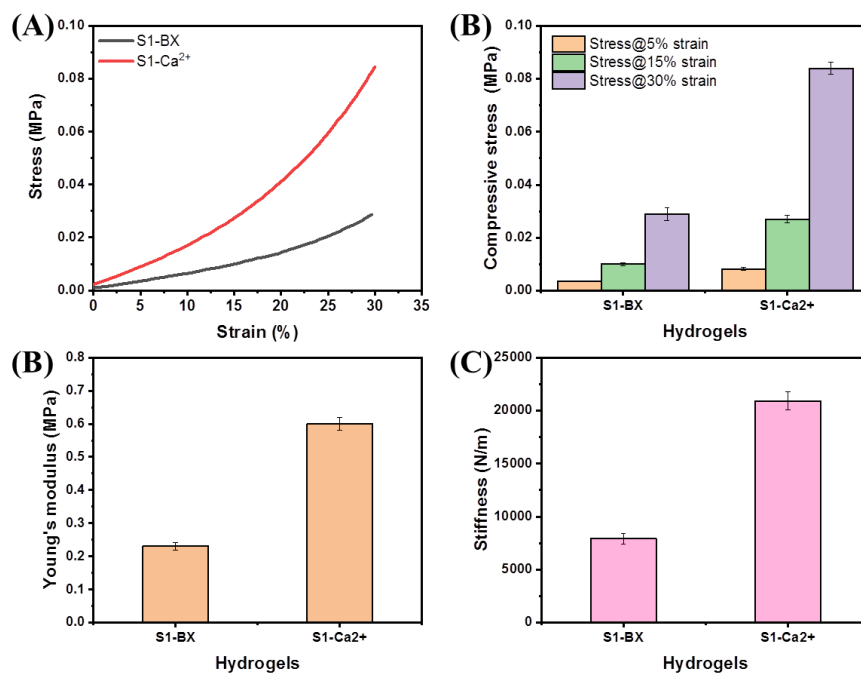 (A)
S1-BX
S1-Ca²⁺
Stress (MPa)
0.10
0.08
0.06
0.04
0.02
0.00
0 5 10 15 20 25 30 35
Strain (%)
(B)
Stress@5% strain
Stress@15% strain
Stress@30% strain
Compressive stress (MPa)
0.10
0.08
0.06
0.04
0.02
0.00
S1-BX S1-Ca2+
Hydrogels
(B)
Young's modulus (MPa)
0.8
0.7
0.6
0.5
0.4
0.3
0.2
0.1
0.0
S1-BX S1-Ca2+
Hydrogels
(C)
Stiffness (N/m)
25000
20000
15000
10000
5000
0
S1-BX S1-Ca2+
Hydrogels